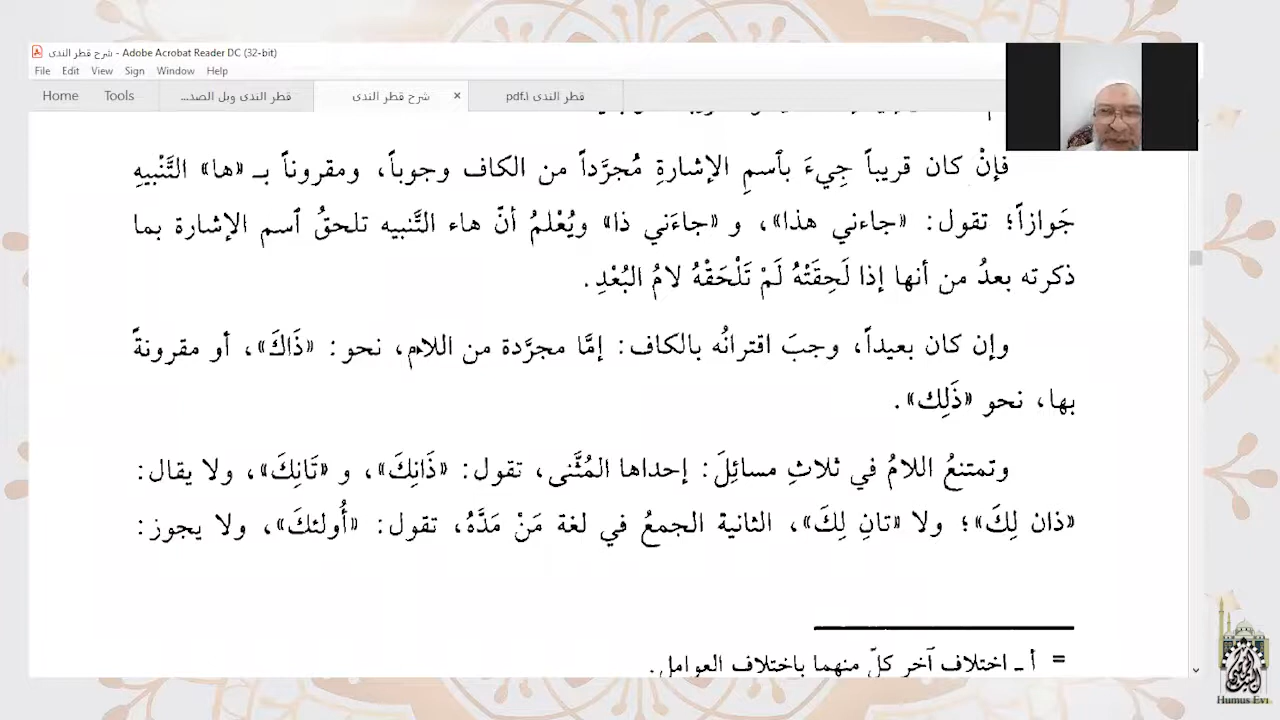 شرح قطر الندى - Adobe Acrobat Reader DC (32-bit)
File Edit View Sign Window Help
Home Tools قطر الندى وبل الصد... شرح قطر الندى × قطر الندى ١.pdf
فإنْ كان قريباً جِيءَ بٱسمِ الإشارةِ مُجرَّداً من الكاف وجوباً، ومقروناً بـ «ها» التَّنْبيهِ
جَوازاً؛ تقول: «جاءني هذا»، و «جاءَني ذا» ويُعْلمُ أنّ هاء التَّنبيه تلحقُ ٱسم الإشارة بما
ذكرته بعدُ من أنها إذا لَحِقَتْهُ لَمْ تَلْحَقْهُ لامُ البُعْدِ.
وإن كان بعيداً، وجبَ اقترانُه بالكاف: إمَّا مجرَّدة من اللام، نحو: «ذَاكَ»، أو مقرونةً
بها، نحو «ذَلِك».
وتمتنعُ اللامُ في ثلاثِ مسائِلَ: إحداها المُثَّنى، تقول: «ذَانِكَ»، و «تَانِكَ»، ولا يقال:
«ذان لِكَ»؛ ولا «تانِ لِكَ»، الثانية الجمعُ في لغة مَنْ مَدَّهُ، تقول: «أُولئكَ»، ولا يجوز:
= أ ـ اختلاف آخر كلّ منهما باختلاف العوامل.
Humus Evi